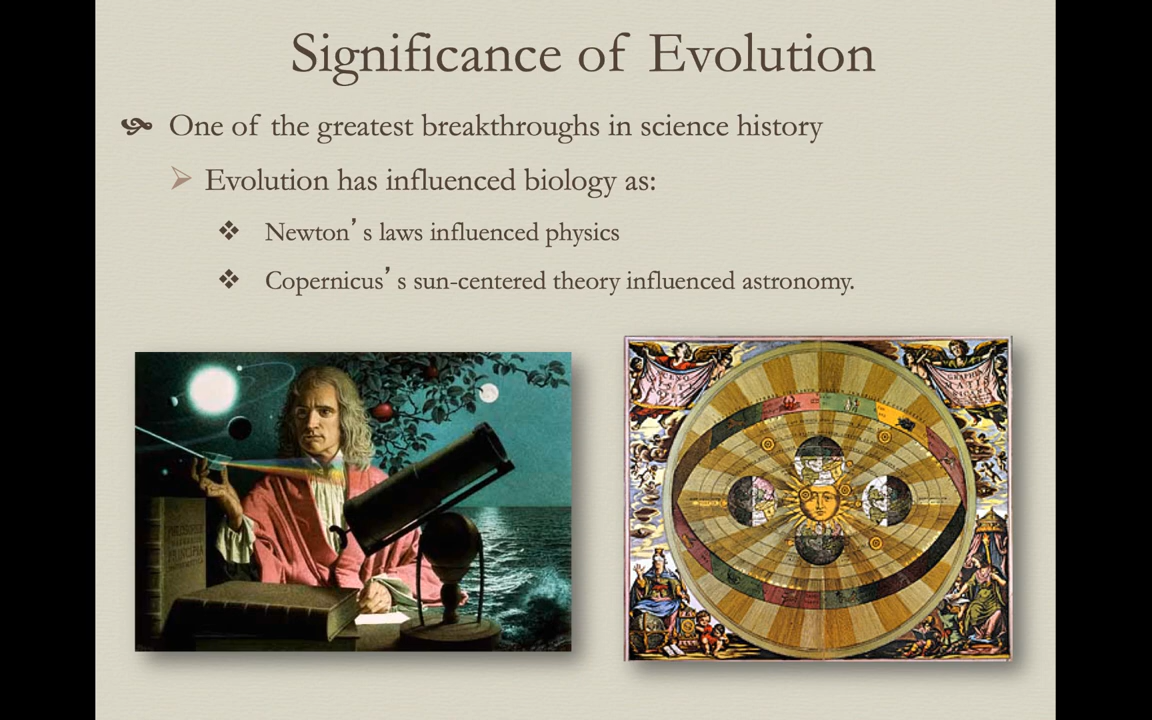 Significance of Evolution
One of the greatest breakthroughs in science history
Evolution has influenced biology as:
Newton’s laws influenced physics
Copernicus’s sun-centered theory influenced astronomy.
PRINCIPIA